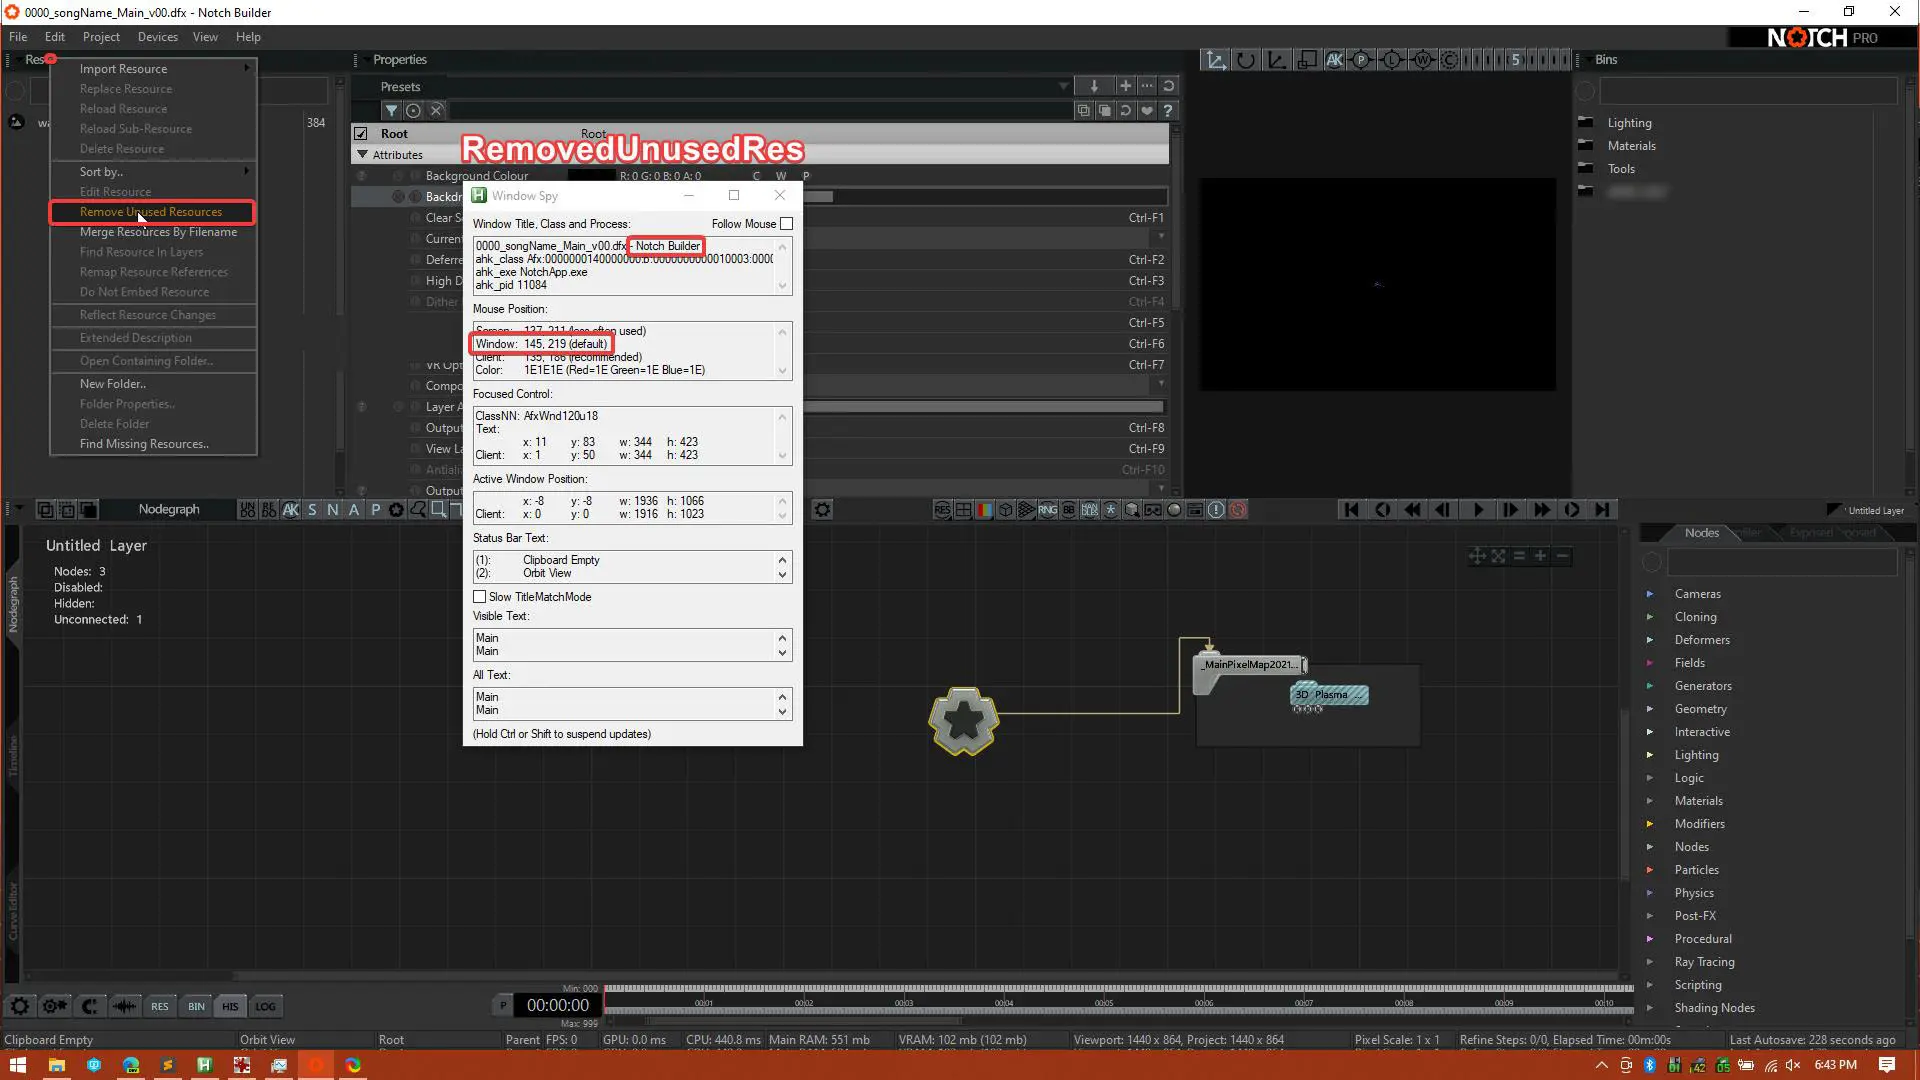 0000_songName_Main_v00.dfx - Notch Builder
File Edit Project Devices View Help
NOTCH PRO
Res
Properties
AK P L W C 5
Bins
Import Resource
Replace Resource
Reload Resource
Reload Sub-Resource
Delete Resource
Sort by..
Edit Resource
Remove Unused Resources
Merge Resources By Filename
Find Resource In Layers
Remap Resource References
Do Not Embed Resource
Reflect Resource Changes
Extended Description
Open Containing Folder..
New Folder..
Folder Properties..
Delete Folder
Find Missing Resources..
384
Presets
Root Root
Attributes
RemovedUnusedRes
Background Colour R: 0 G: 0 B: 0 A: 0 C W P
Clear S Ctrl-F1
Current
Deferre Ctrl-F2
High D Ctrl-F3
Dither Ctrl-F4
Ctrl-F5
Ctrl-F6
VR Opt Ctrl-F7
Compo
Layer A
Output Ctrl-F8
View La Ctrl-F9
Antialia Ctrl-F10
Output
Window Spy
Window Title, Class and Process: Follow Mouse
0000_songName_Main_v00.dfx - Notch Builder
ahk_class Afx:0000000140000000:b:0000000000010003:0000
ahk_exe NotchApp.exe
ahk_pid 11084
Mouse Position:
Screen: 137, 211 (less often used)
Window: 145, 219 (default)
Client: 135, 186 (recommended)
Color: 1E1E1E (Red=1E Green=1E Blue=1E)
Focused Control:
ClassNN: AfxWnd120u18
Text:
x: 11 y: 83 w: 344 h: 423
Client: x: 1 y: 50 w: 344 h: 423
Active Window Position:
x: -8 y: -8 w: 1936 h: 1066
Client: x: 0 y: 0 w: 1916 h: 1023
Status Bar Text:
(1): Clipboard Empty
(2): Orbit View
Slow TitleMatchMode
Visible Text:
Main
Main
All Text:
Main
Main
(Hold Ctrl or Shift to suspend updates)
Lighting
Materials
Tools
Nodegraph UN DO RE DO AK S N A P
RES RNG BB
Untitled Layer
Untitled Layer
Nodes: 3
Disabled:
Hidden:
Unconnected: 1
Nodegraph
Timeline
Curve Editor
_MainPixelMap2021...
3D Plasma ...
Nodes
Cameras
Cloning
Deformers
Fields
Generators
Geometry
Interactive
Lighting
Logic
Materials
Modifiers
Nodes
Particles
Physics
Post-FX
Procedural
Ray Tracing
Scripting
Shading Nodes
RES BIN HIS LOG
P 00:00:00
Min: 000
Max: 999
00:01 00:02 00:03 00:04 00:05 00:06 00:07 00:08 00:09 00:10
Clipboard Empty Orbit View Root Parent FPS: 0 GPU: 0.0 ms CPU: 440.8 ms Main RAM: 551 mb VRAM: 102 mb (102 mb) Viewport: 1440 x 864, Project: 1440 x 864 Pixel Scale: 1 x 1 Refine Steps: 0/0, Elapsed Time: 00m:00s Last Autosave: 228 seconds ago
6:43 PM